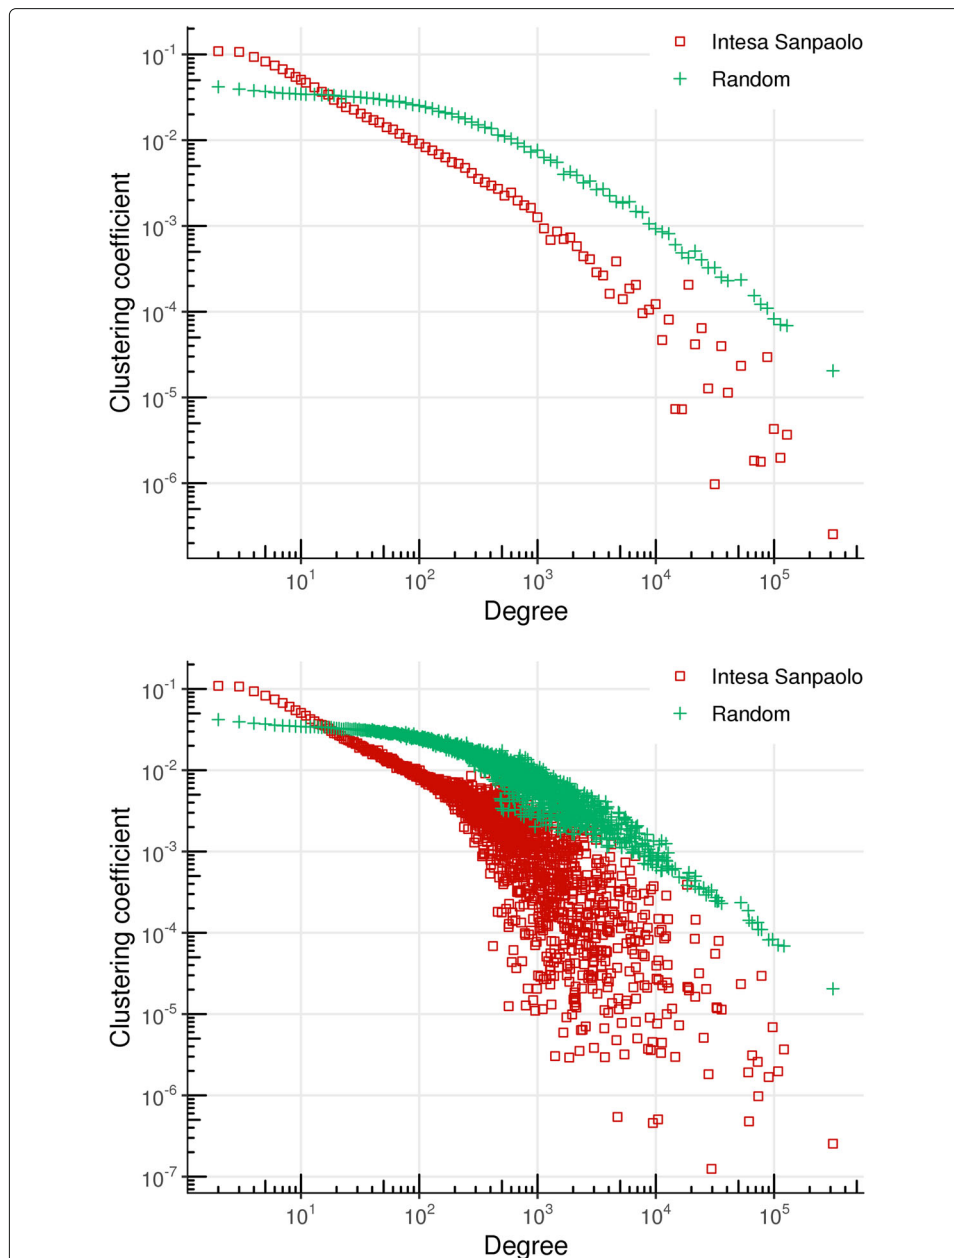 Intesa Sanpaolo
Random
Clustering coefficient
10⁻¹
10⁻²
10⁻³
10⁻⁴
10⁻⁵
10⁻⁶
10¹ 10² 10³ 10⁴ 10⁵
Degree
Intesa Sanpaolo
Random
Clustering coefficient
10⁻¹
10⁻²
10⁻³
10⁻⁴
10⁻⁵
10⁻⁶
10⁻⁷
10¹ 10² 10³ 10⁴ 10⁵
Degree